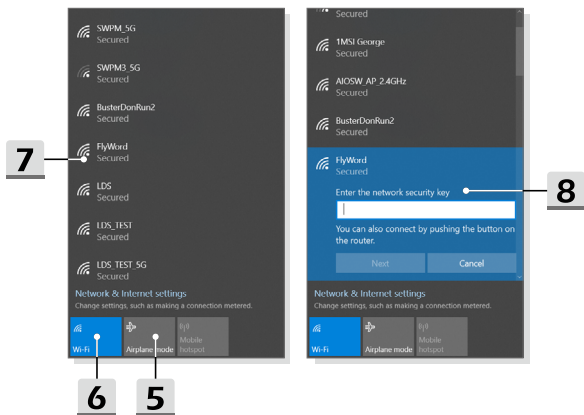 SWPM_5G
Secured
SWPM3_5G
Secured
BusterDonRun2
Secured
FlyWord
Secured
LDS
Secured
LDS_TEST
Secured
LDS_TEST_5G
Secured
Network & Internet settings
Change settings, such as making a connection metered.
Wi-Fi
Airplane mode
Mobile
hotspot
7
6
5
Secured
1MSI George
Secured
AIOSW_AP_2.4GHz
Secured
BusterDonRun2
Secured
FlyWord
Secured
Enter the network security key
You can also connect by pushing the button on
the router.
Next
Cancel
Network & Internet settings
Change settings, such as making a connection metered.
Wi-Fi
Airplane mode
Mobile
hotspot
8